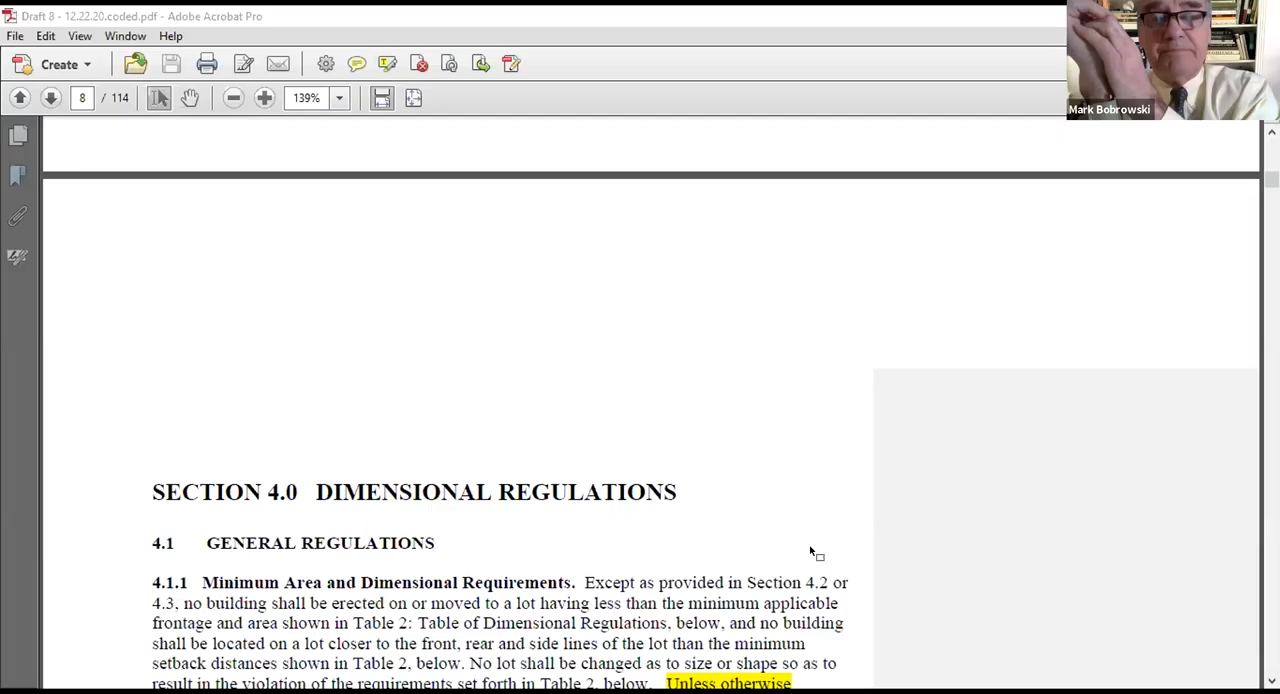 Draft 8 - 12.22.20.coded.pdf - Adobe Acrobat Pro
File Edit View Window Help
Create
8 / 114 139%
Mark Bobrowski
SECTION 4.0 DIMENSIONAL REGULATIONS
4.1 GENERAL REGULATIONS
4.1.1 Minimum Area and Dimensional Requirements. Except as provided in Section 4.2 or
4.3, no building shall be erected on or moved to a lot having less than the minimum applicable
frontage and area shown in Table 2: Table of Dimensional Regulations, below, and no building
shall be located on a lot closer to the front, rear and side lines of the lot than the minimum
setback distances shown in Table 2, below. No lot shall be changed as to size or shape so as to
result in the violation of the requirements set forth in Table 2, below. Unless otherwise